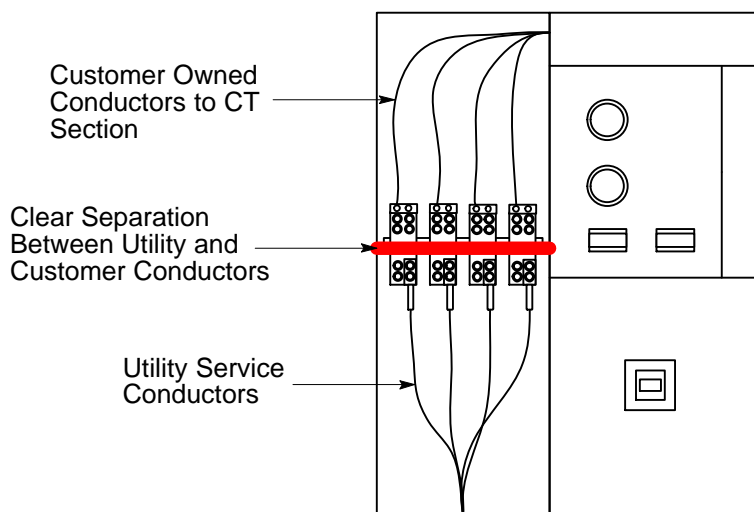 Customer Owned
Conductors to CT
Section
Clear Separation
Between Utility and
Customer Conductors
Utility Service
Conductors